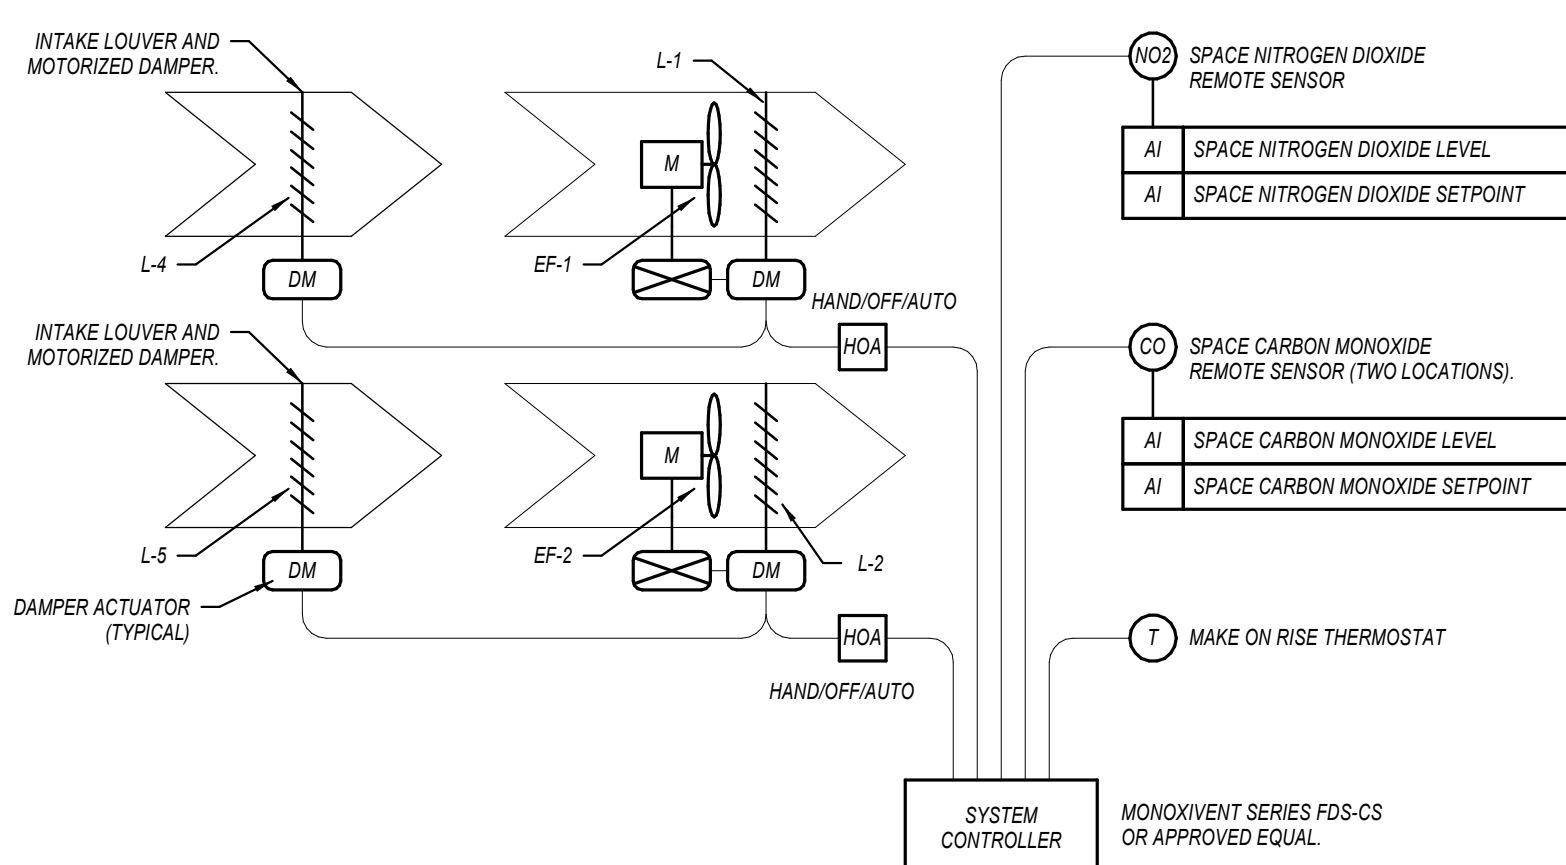 INTAKE LOUVER AND
MOTORIZED DAMPER.
L-1
NO2
SPACE NITROGEN DIOXIDE
REMOTE SENSOR
AI
SPACE NITROGEN DIOXIDE LEVEL
AI
SPACE NITROGEN DIOXIDE SETPOINT
M
L-4
DM
EF-1
DM
HAND/OFF/AUTO
HOA
INTAKE LOUVER AND
MOTORIZED DAMPER.
CO
SPACE CARBON MONOXIDE
REMOTE SENSOR (TWO LOCATIONS).
AI
SPACE CARBON MONOXIDE LEVEL
AI
SPACE CARBON MONOXIDE SETPOINT
M
L-5
DM
EF-2
DM
L-2
DAMPER ACTUATOR
(TYPICAL)
HOA
HAND/OFF/AUTO
T
MAKE ON RISE THERMOSTAT
SYSTEM
CONTROLLER
MONOXIVENT SERIES FDS-CS
OR APPROVED EQUAL.